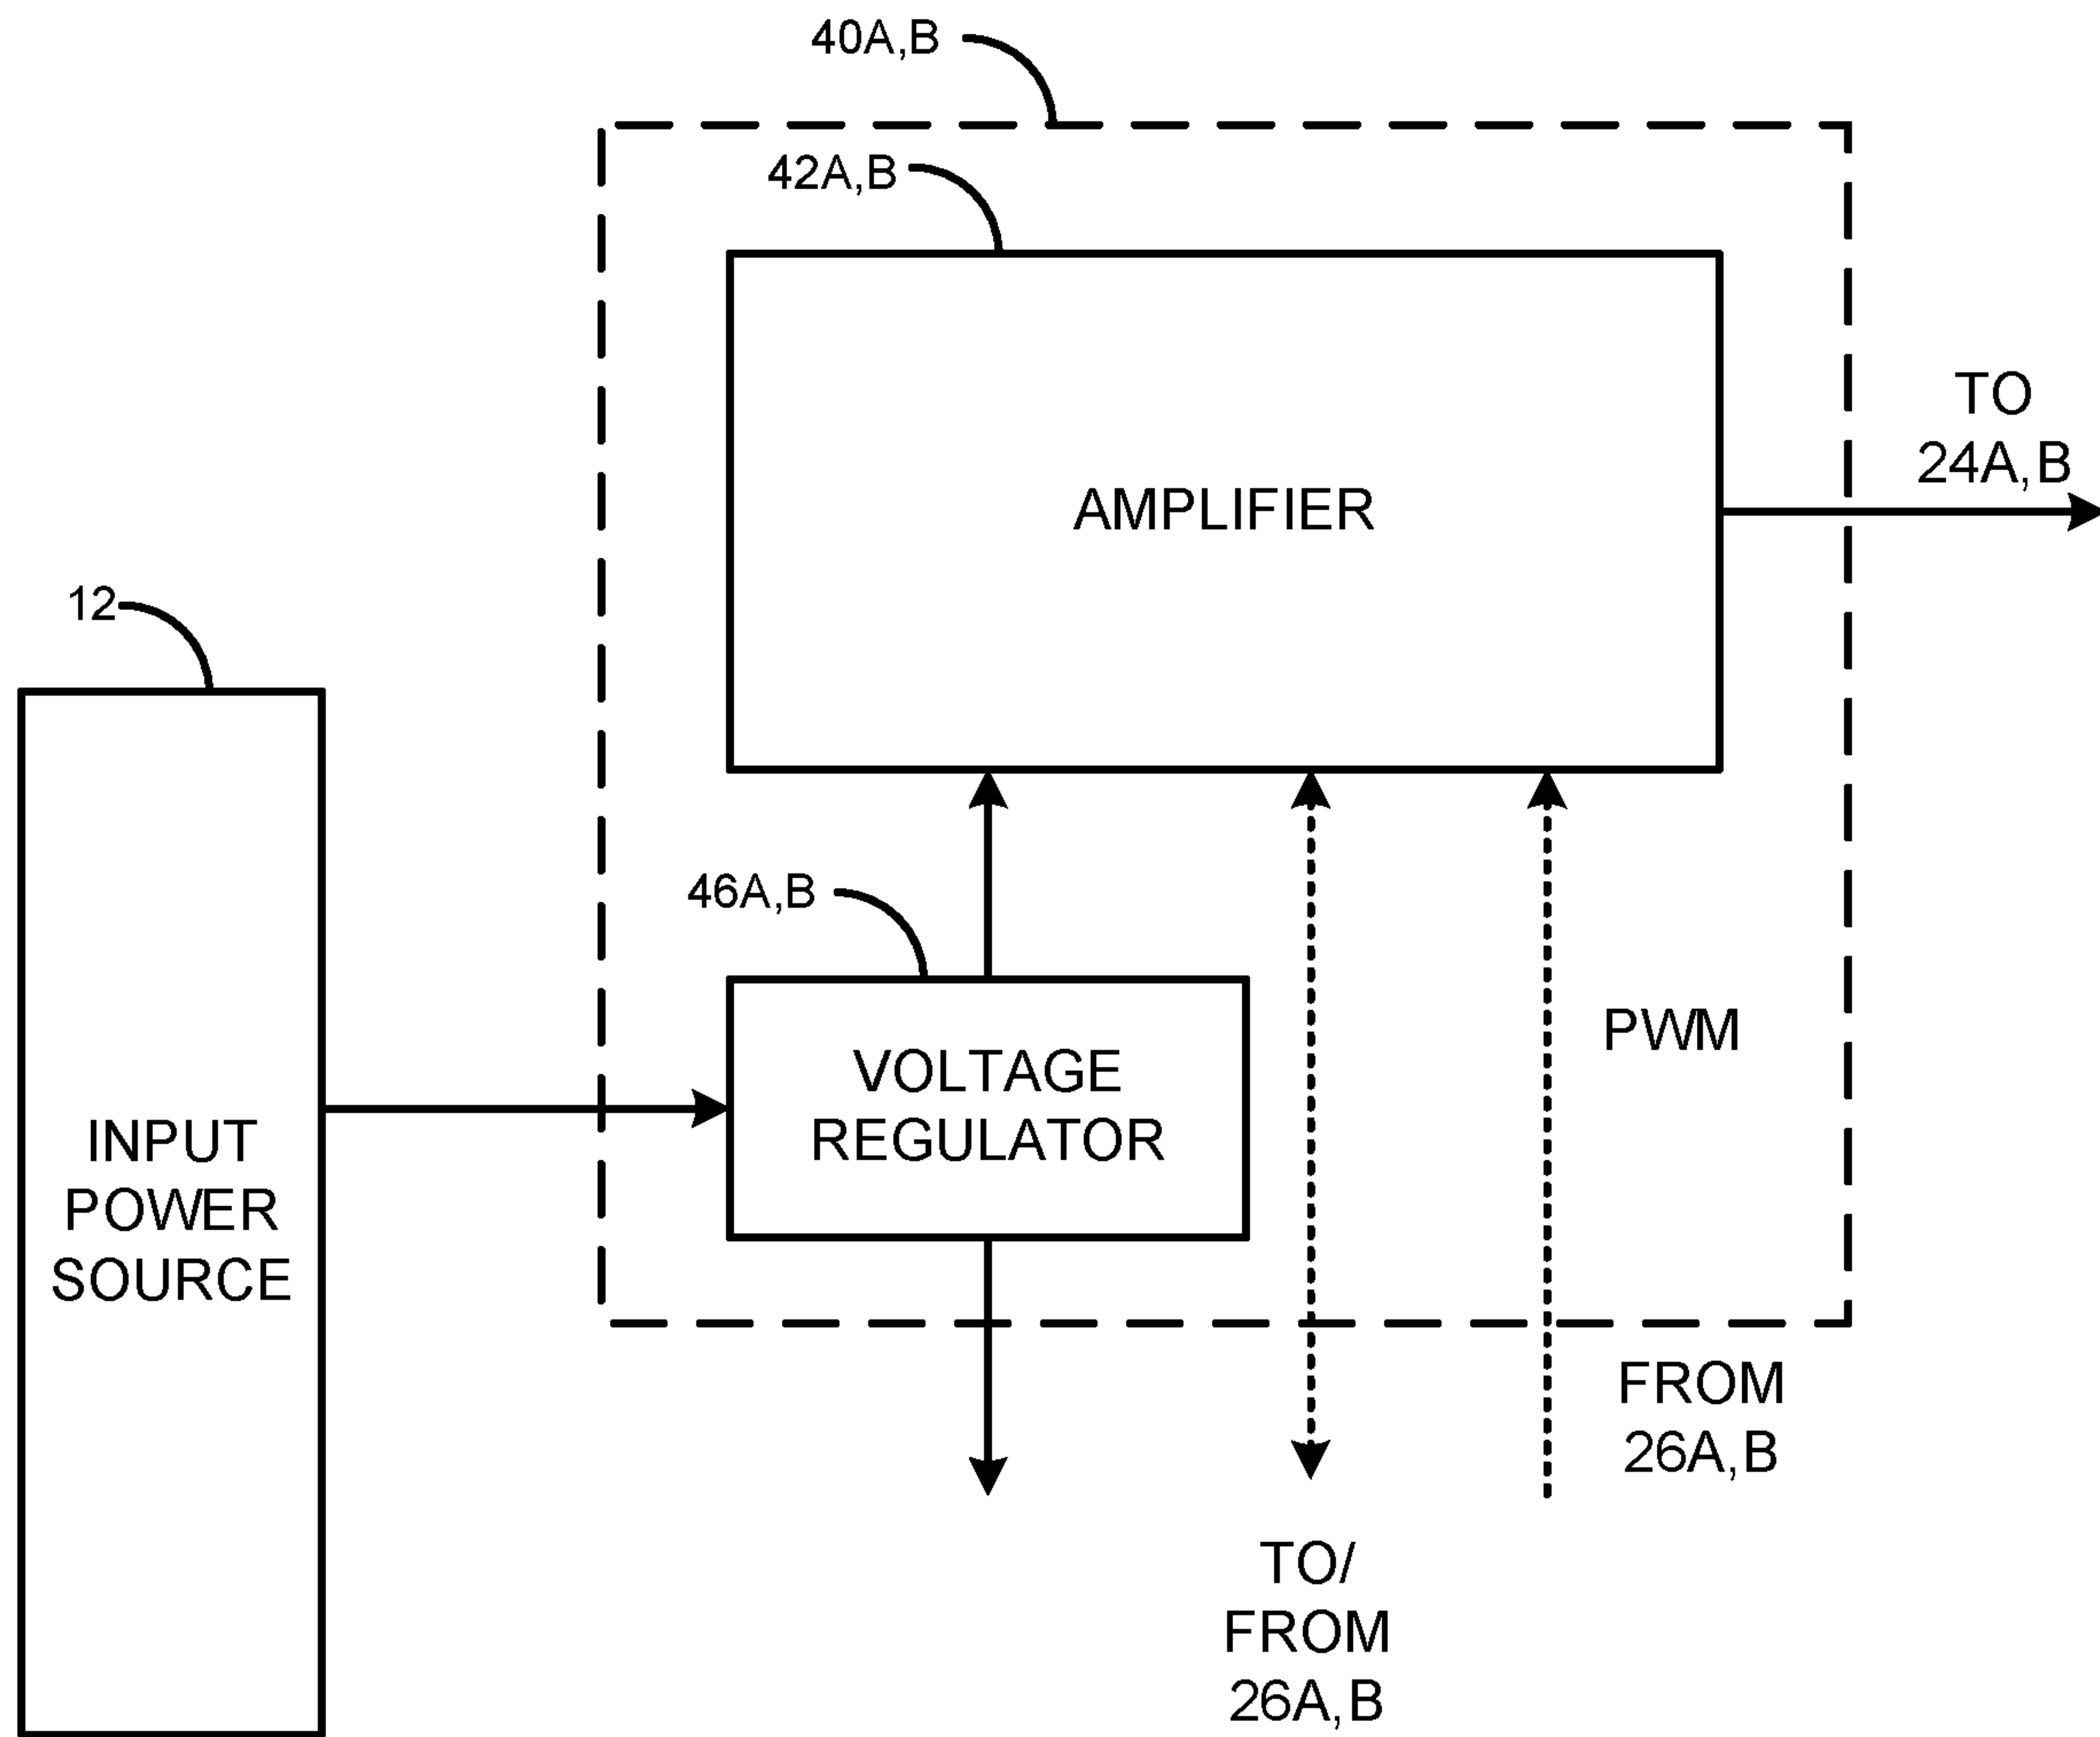 40A,B
42A,B
AMPLIFIER
TO
24A,B
12
46A,B
VOLTAGE
REGULATOR
PWM
INPUT
POWER
SOURCE
FROM
26A,B
TO/
FROM
26A,B